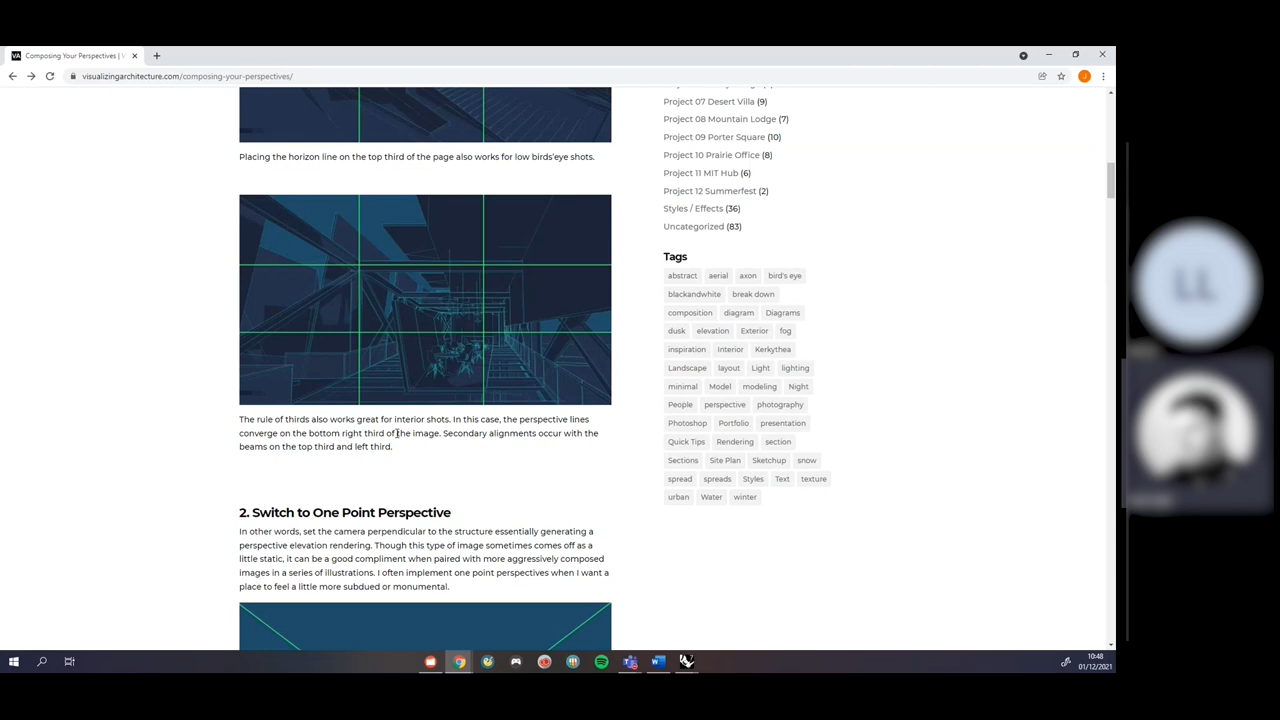 VA Composing Your Perspectives | V
visualizingarchitecture.com/composing-your-perspectives/
J
Placing the horizon line on the top third of the page also works for low birds'eye shots.
The rule of thirds also works great for interior shots. In this case, the perspective lines
converge on the bottom right third of the image. Secondary alignments occur with the
beams on the top third and left third.
2. Switch to One Point Perspective
In other words, set the camera perpendicular to the structure essentially generating a
perspective elevation rendering. Though this type of image sometimes comes off as a
little static, it can be a good compliment when paired with more aggressively composed
images in a series of illustrations. I often implement one point perspectives when I want a
place to feel a little more subdued or monumental.
Project 07 Desert Villa (9)
Project 08 Mountain Lodge (7)
Project 09 Porter Square (10)
Project 10 Prairie Office (8)
Project 11 MIT Hub (6)
Project 12 Summerfest (2)
Styles / Effects (36)
Uncategorized (83)
Tags
abstract aerial axon bird's eye
blackandwhite break down
composition diagram Diagrams
dusk elevation Exterior fog
inspiration Interior Kerkythea
Landscape layout Light lighting
minimal Model modeling Night
People perspective photography
Photoshop Portfolio presentation
Quick Tips Rendering section
Sections Site Plan Sketchup snow
spread spreads Styles Text texture
urban Water winter
LL
10:48
01/12/2021